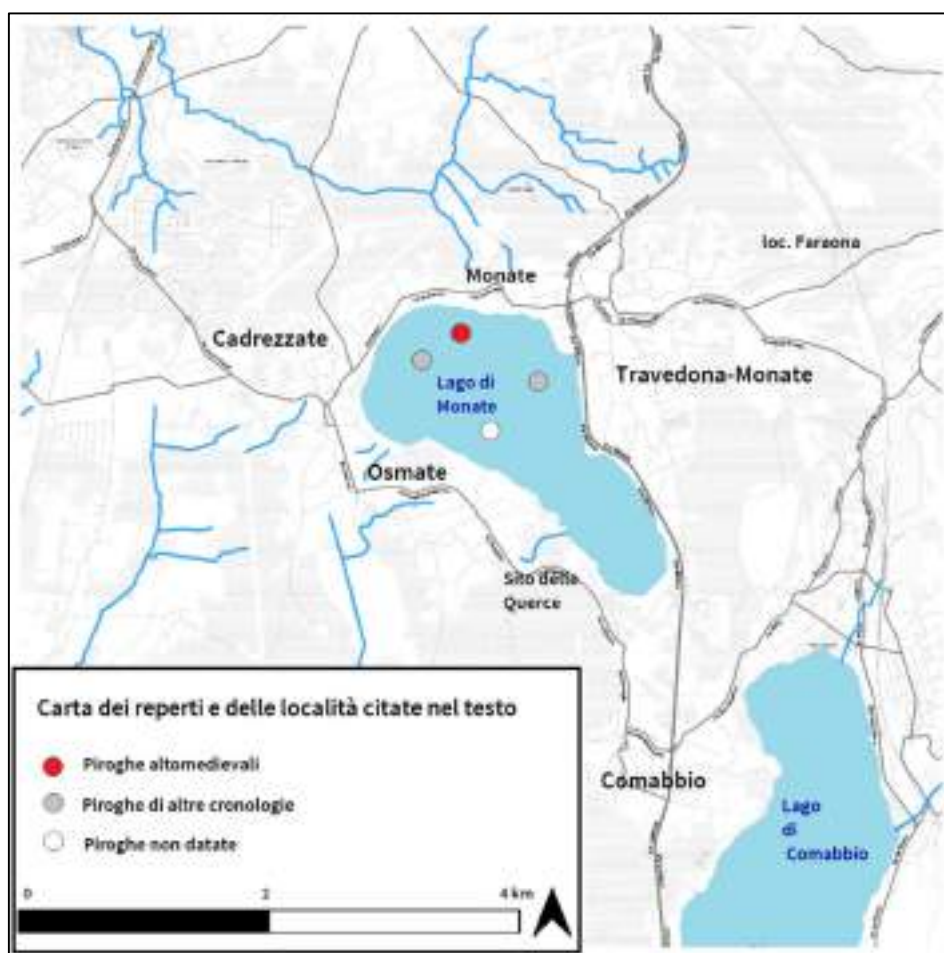 loc. Faraona
Monate
Cadrezzate
Travedona-Monate
Lago di
Monate
Osmate
Sito delle
Querce
Carta dei reperti e delle località citate nel testo
Piroghe altomedievali
Piroghe di altre cronologie
Piroghe non datate
0 2 4 km
Comabbio
Lago
di
Comabbio